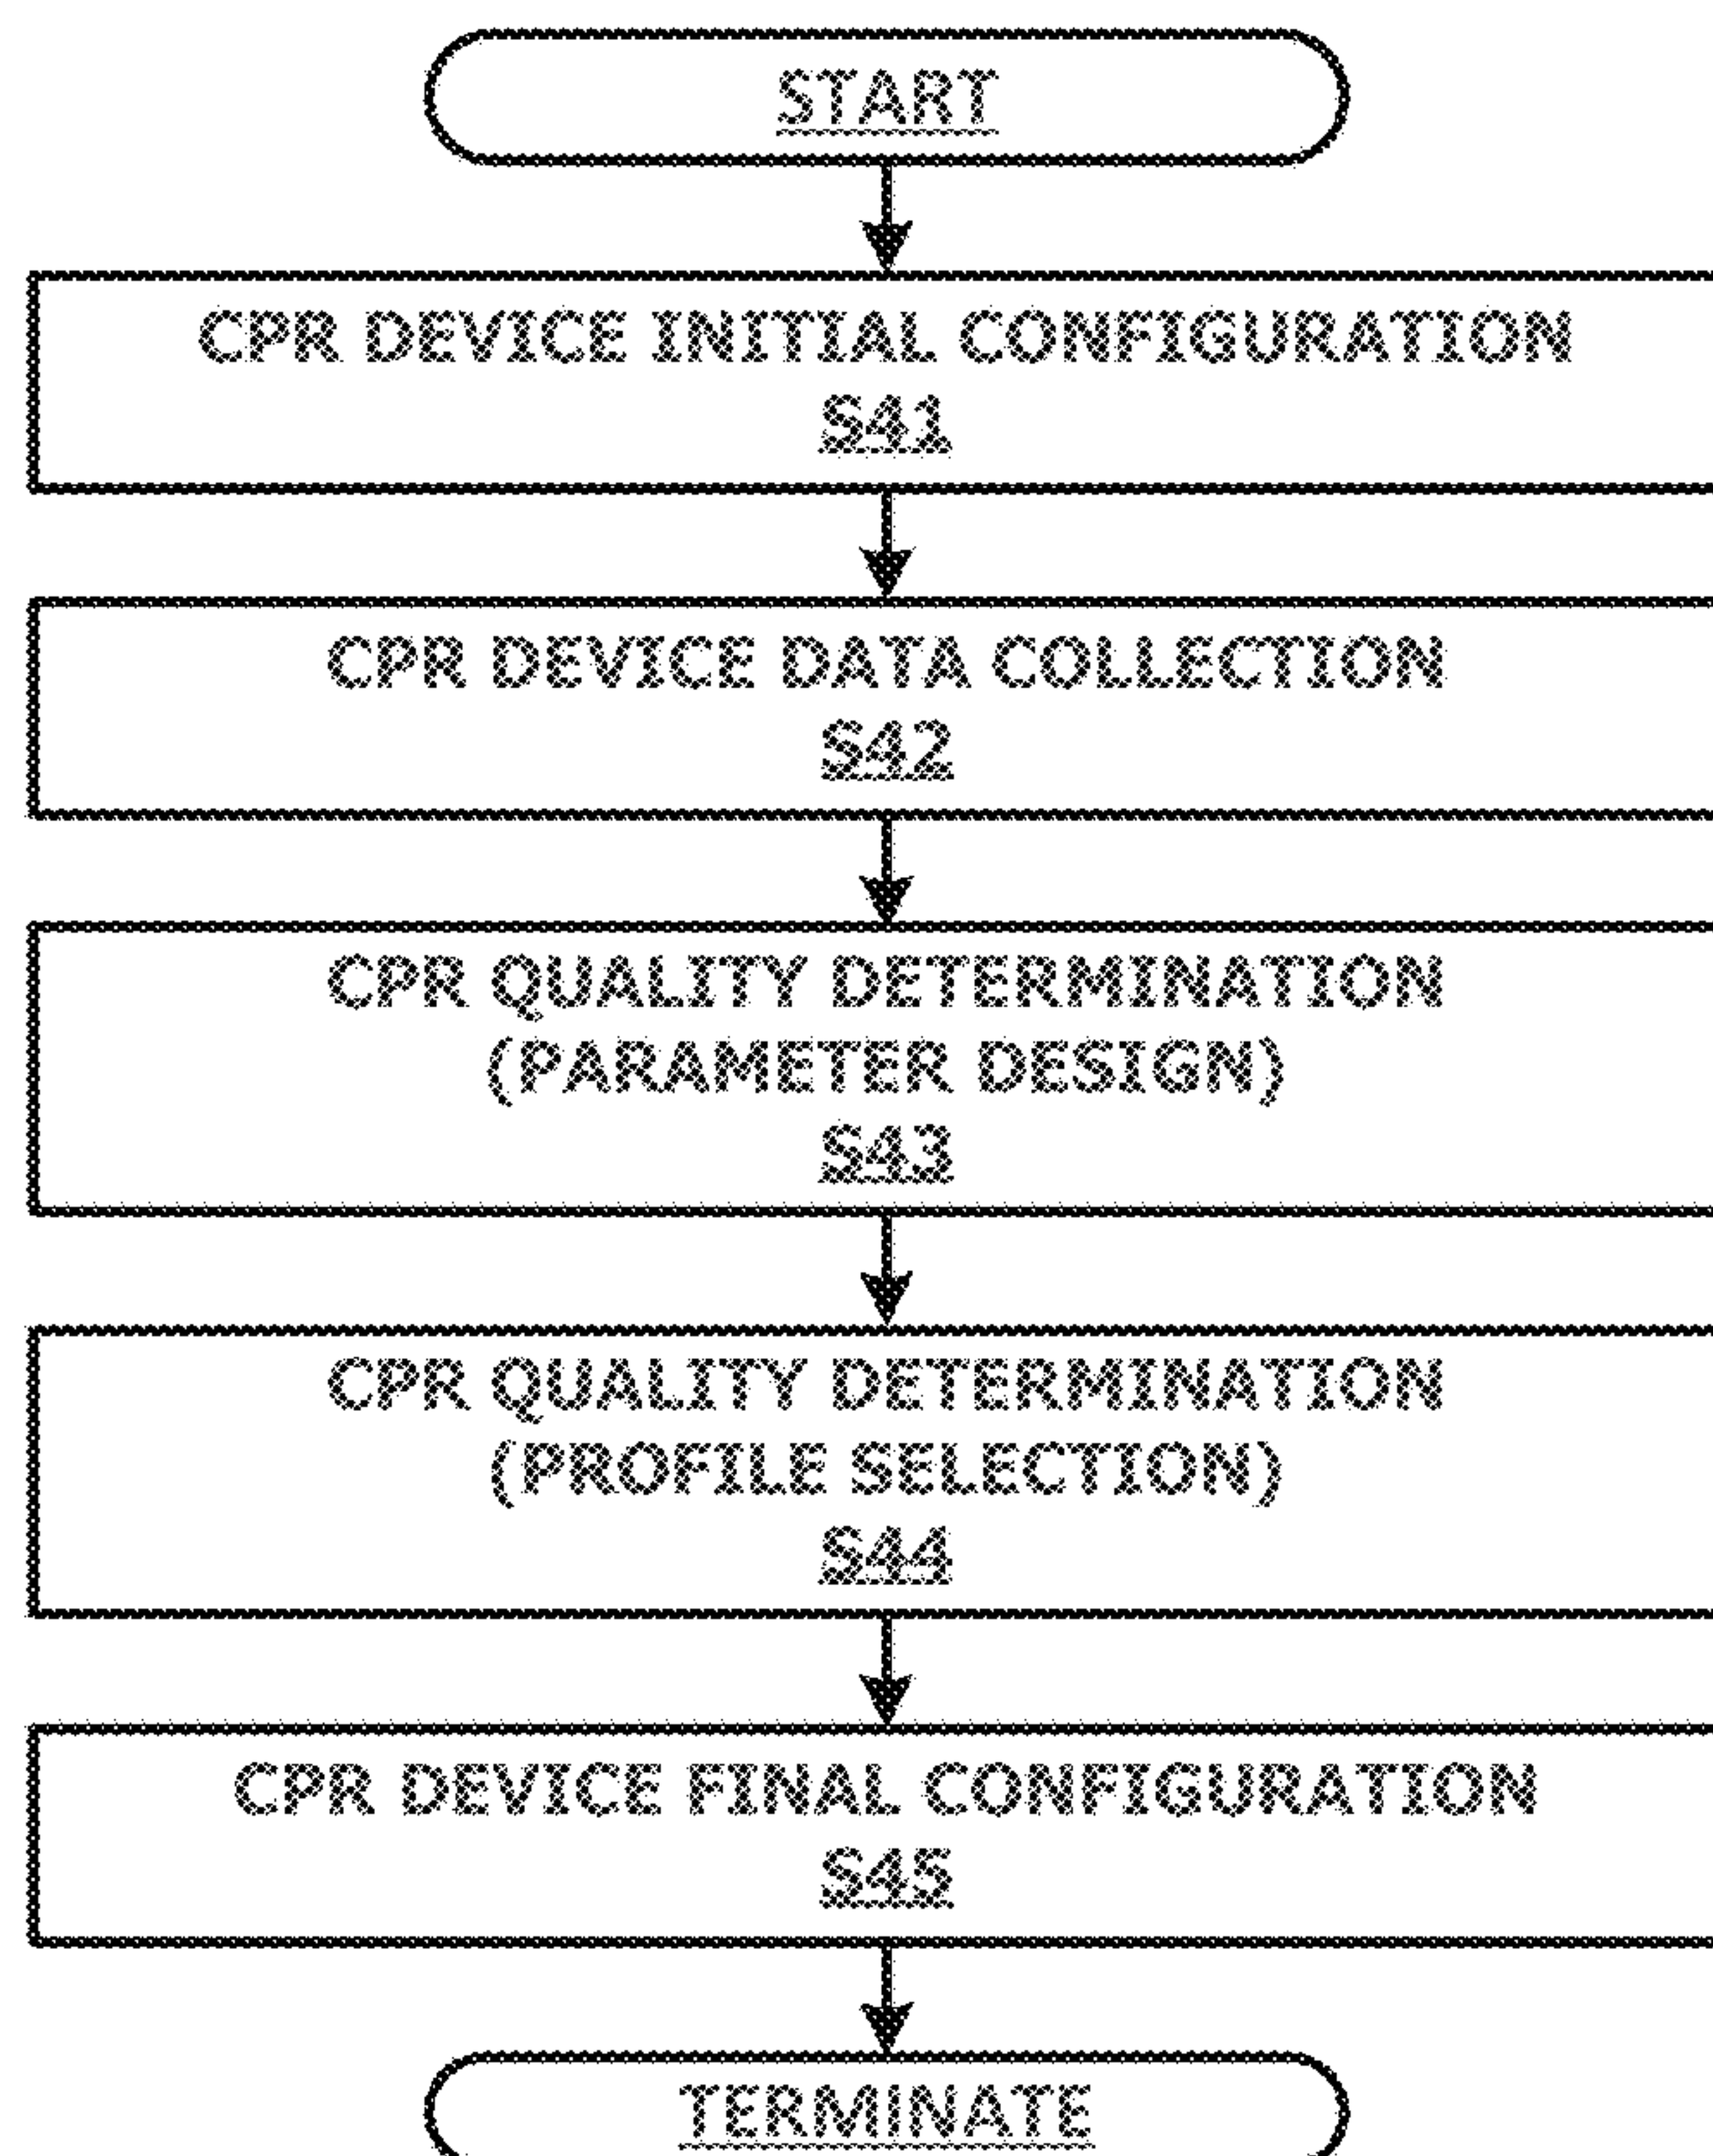 START
CPR DEVICE INITIAL CONFIGURATION
S41
CPR DEVICE DATA COLLECTION
S42
CPR QUALITY DETERMINATION
(PARAMETER DESIGN)
S43
CPR QUALITY DETERMINATION
(PROFILE SELECTION)
S44
CPR DEVICE FINAL CONFIGURATION
S45
TERMINATE